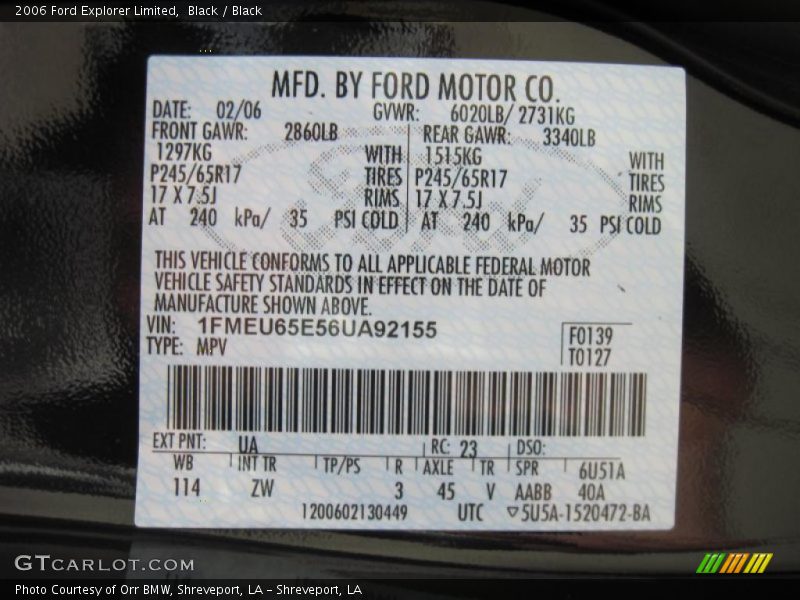 2006 Ford Explorer Limited,  Black / Black
MFD. BY FORD MOTOR CO.
DATE: 02/06 GVWR: 6020LB/ 2731KG
FRONT GAWR: 2860LB REAR GAWR: 3340LB
1297KG WITH 1515KG WITH
P245/65R17 TIRES P245/65R17 TIRES
17 X 7.5J RIMS 17 X 7.5J RIMS
AT 240 kPa/ 35 PSI COLD AT 240 kPa/ 35 PSI COLD
THIS VEHICLE CONFORMS TO ALL APPLICABLE FEDERAL MOTOR
VEHICLE SAFETY STANDARDS IN EFFECT ON THE DATE OF
MANUFACTURE SHOWN ABOVE.
VIN: 1FMEU65E56UA92155
F0139
TYPE: MPV
T0127
EXT PNT: UA RC: 23 DSO:
WB INT TR TP/PS R AXLE TR SPR 6U51A
114 ZW 3 45 V AABB 40A
1200602130449 UTC ▽5U5A-1520472-BA
GTCARLOT.COM
Photo Courtesy of Orr BMW, Shreveport, LA – Shreveport, LA